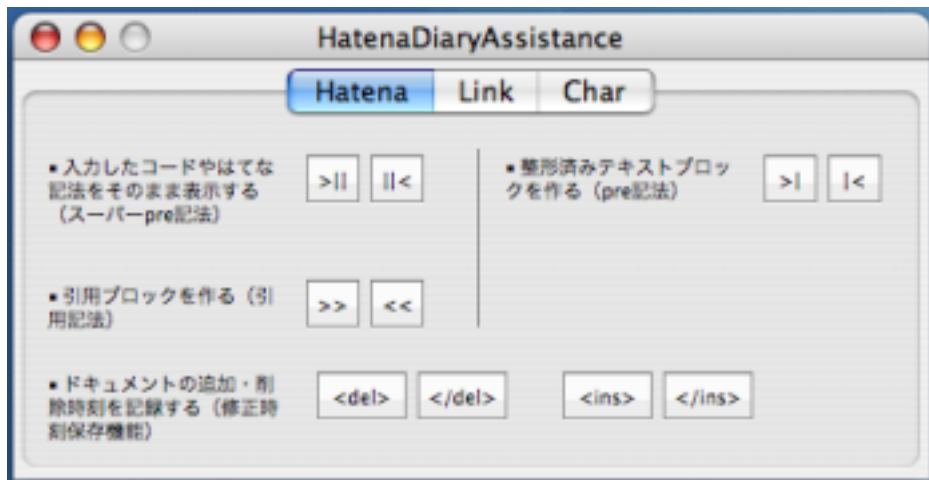 HatenaDiaryAssistance
Hatena Link Char
▪入力したコードやはてな
記法をそのまま表示する
（スーパーpre記法）
>|| ||<
▪整形済みテキストブロッ
クを作る（pre記法）
>| |<
▪引用ブロックを作る（引
用記法）
>> <<
▪ドキュメントの追加・削
除時刻を記録する（修正時
刻保存機能）
<del> </del> <ins> </ins>